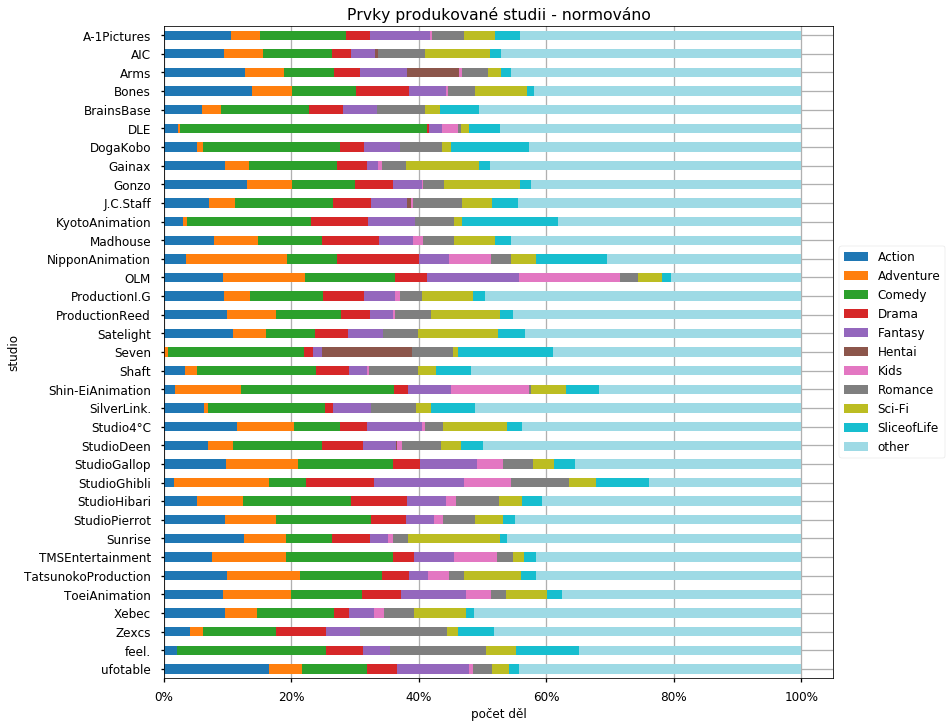 Prvky produkované studii - normováno
studio
A-1Pictures
AIC
Arms
Bones
BrainsBase
DLE
DogaKobo
Gainax
Gonzo
J.C.Staff
KyotoAnimation
Madhouse
NipponAnimation
OLM
ProductionI.G
ProductionReed
Satelight
Seven
Shaft
Shin-EiAnimation
SilverLink.
Studio4°C
StudioDeen
StudioGallop
StudioGhibli
StudioHibari
StudioPierrot
Sunrise
TMSEntertainment
TatsunokoProduction
ToeiAnimation
Xebec
Zexcs
feel.
ufotable
0% 20% 40% 60% 80% 100%
počet děl
Action
Adventure
Comedy
Drama
Fantasy
Hentai
Kids
Romance
Sci-Fi
SliceofLife
other